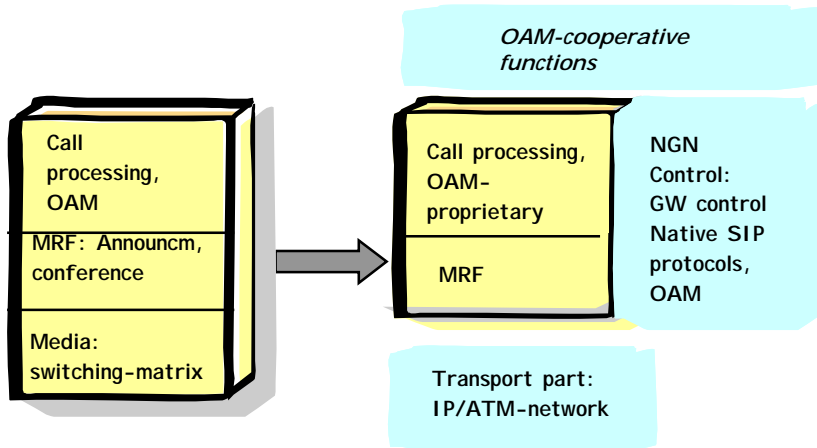 OAM-cooperative
functions
Call
processing,
OAM
MRF: Announcm,
conference
Media:
switching-matrix
Call processing,
OAM-
proprietary
MRF
NGN
Control:
GW control
Native SIP
protocols,
OAM
Transport part:
IP/ATM-network